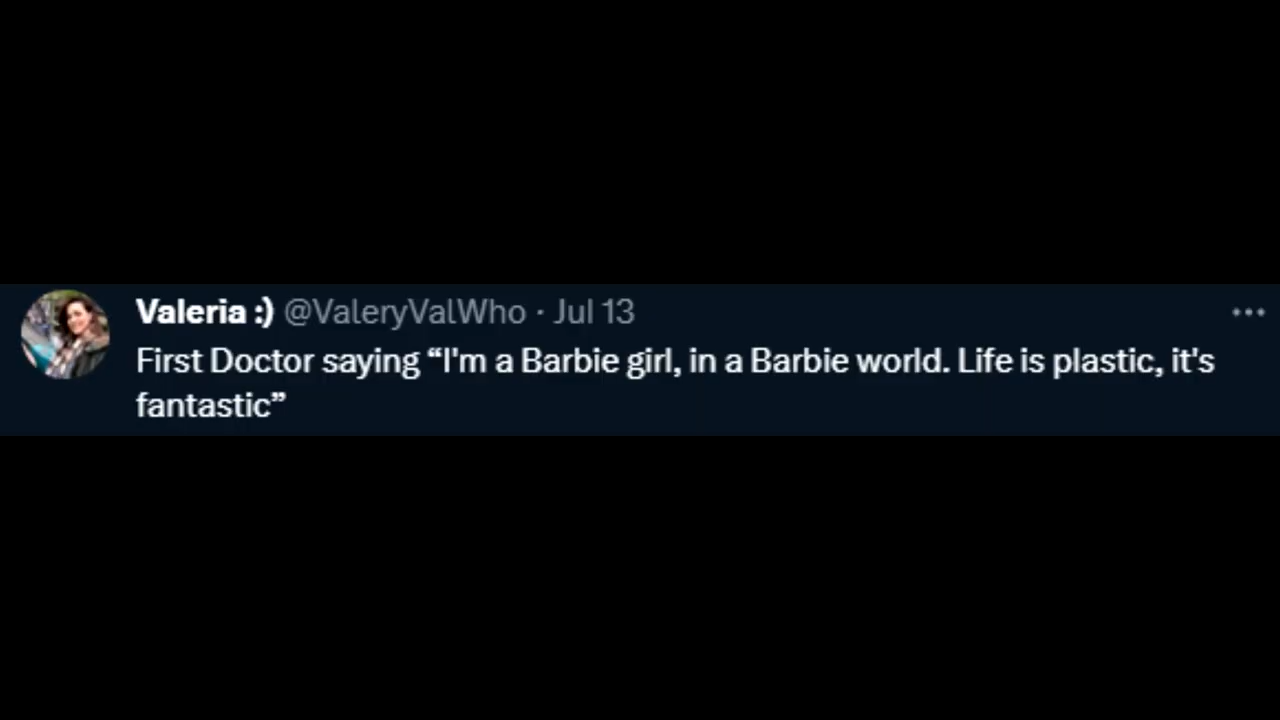 Valeria :) @ValeryValWho · Jul 13
First Doctor saying “I'm a Barbie girl, in a Barbie world. Life is plastic, it's
fantastic”